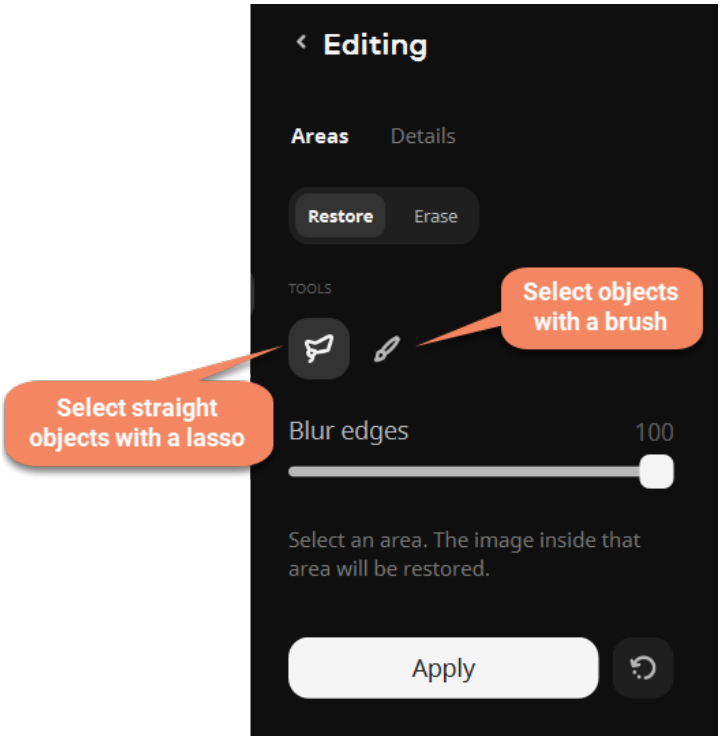 Editing
Areas Details
Restore Erase
TOOLS
Select objects
with a brush
Select straight
objects with a lasso
Blur edges 100
Select an area. The image inside that
area will be restored.
Apply